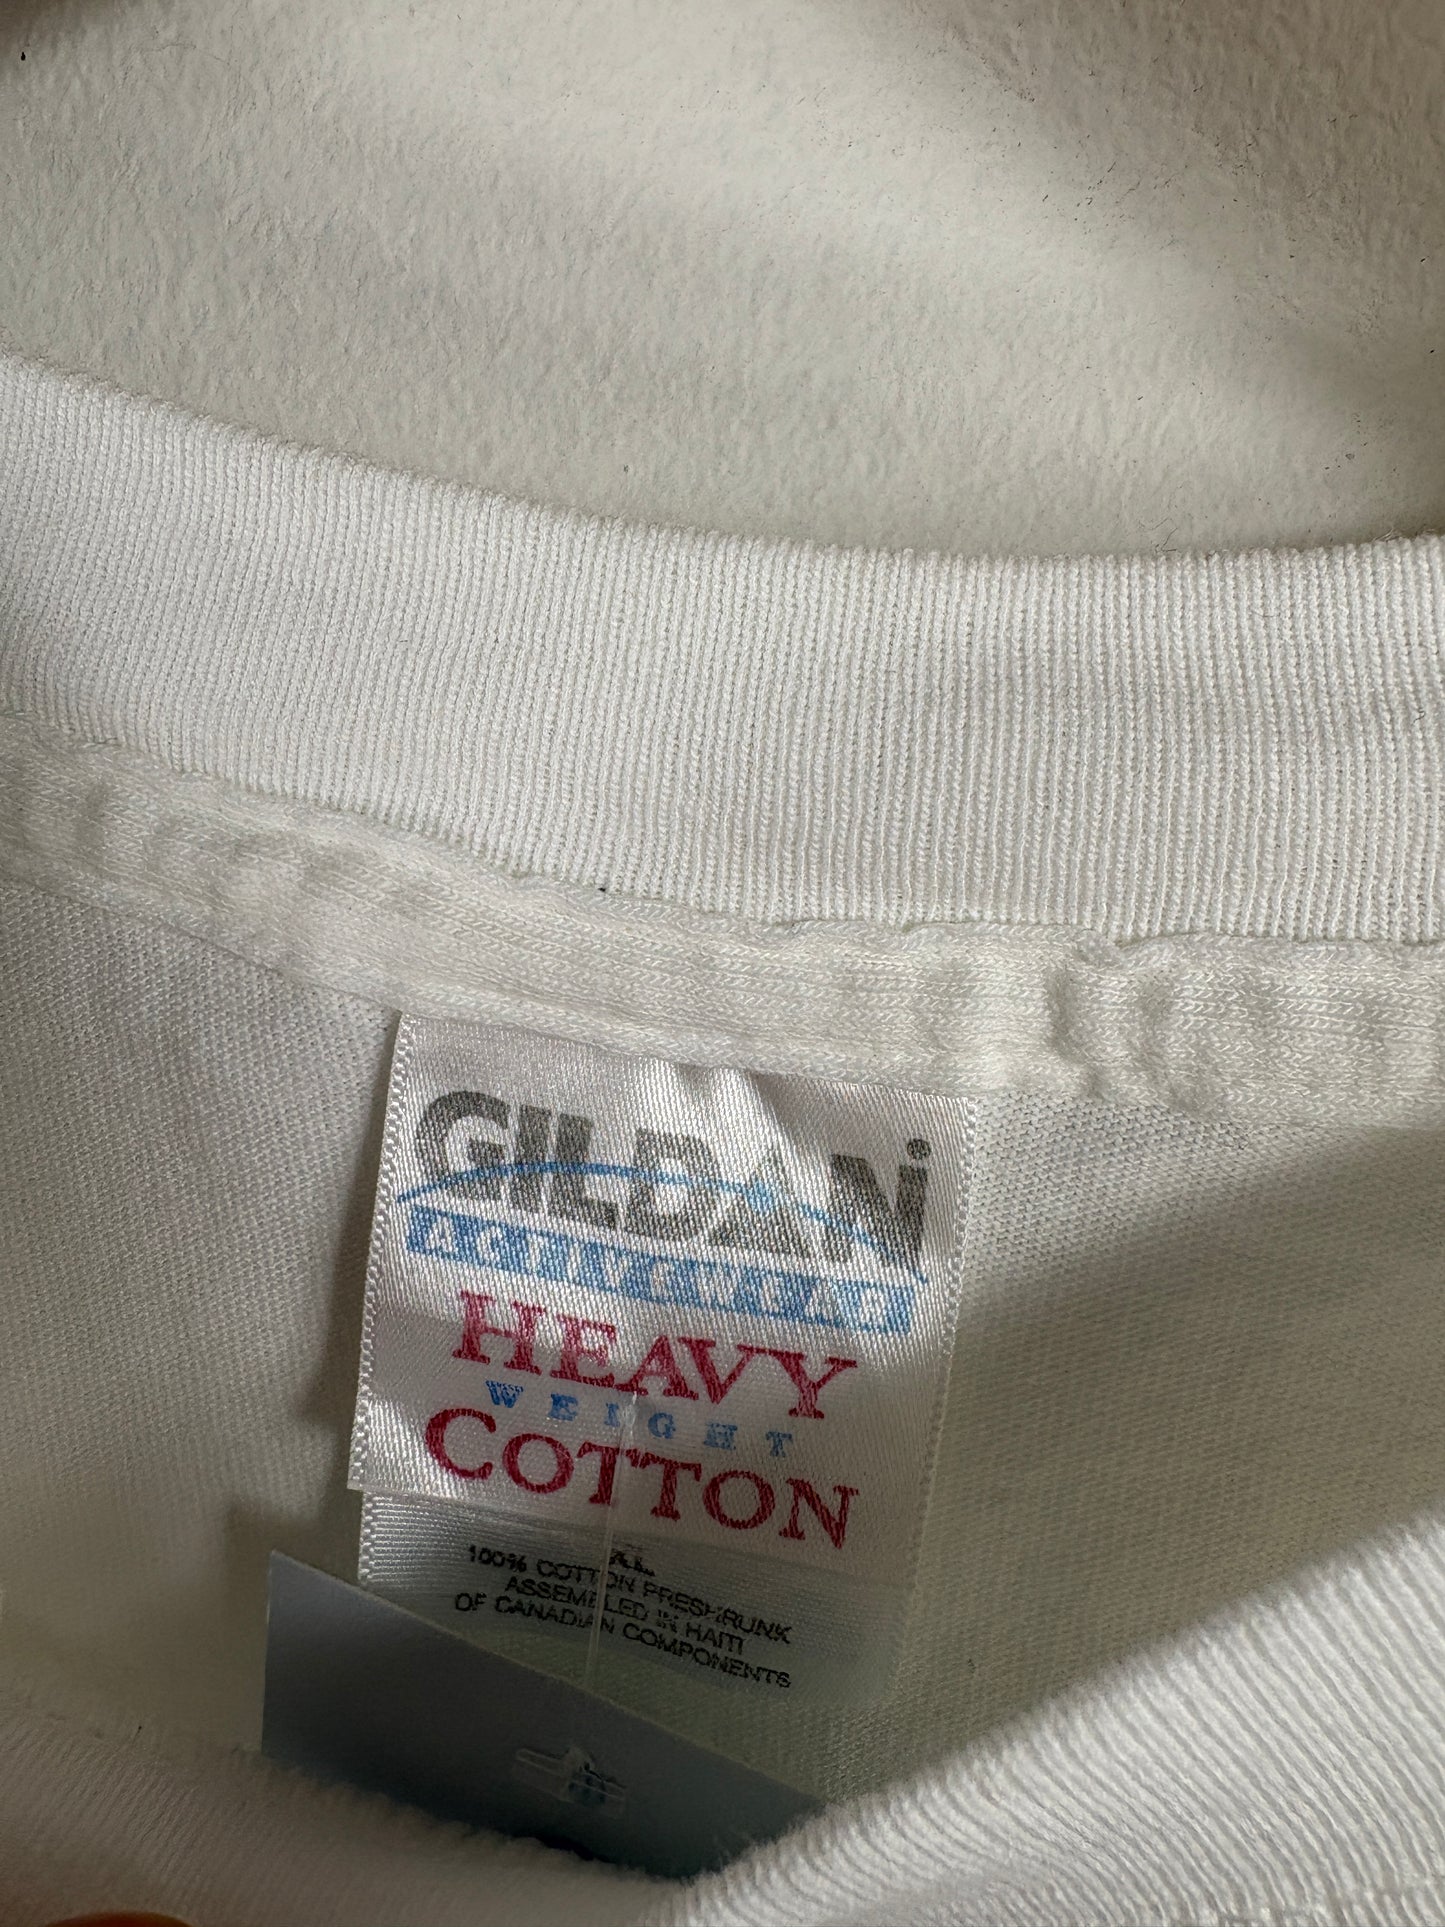 GILDAN
ACTIVEWEAR
HEAVY
WEIGHT
COTTON
XL
100% COTTON PRESHRUNK
ASSEMBLED IN HAITI
OF CANADIAN COMPONENTS